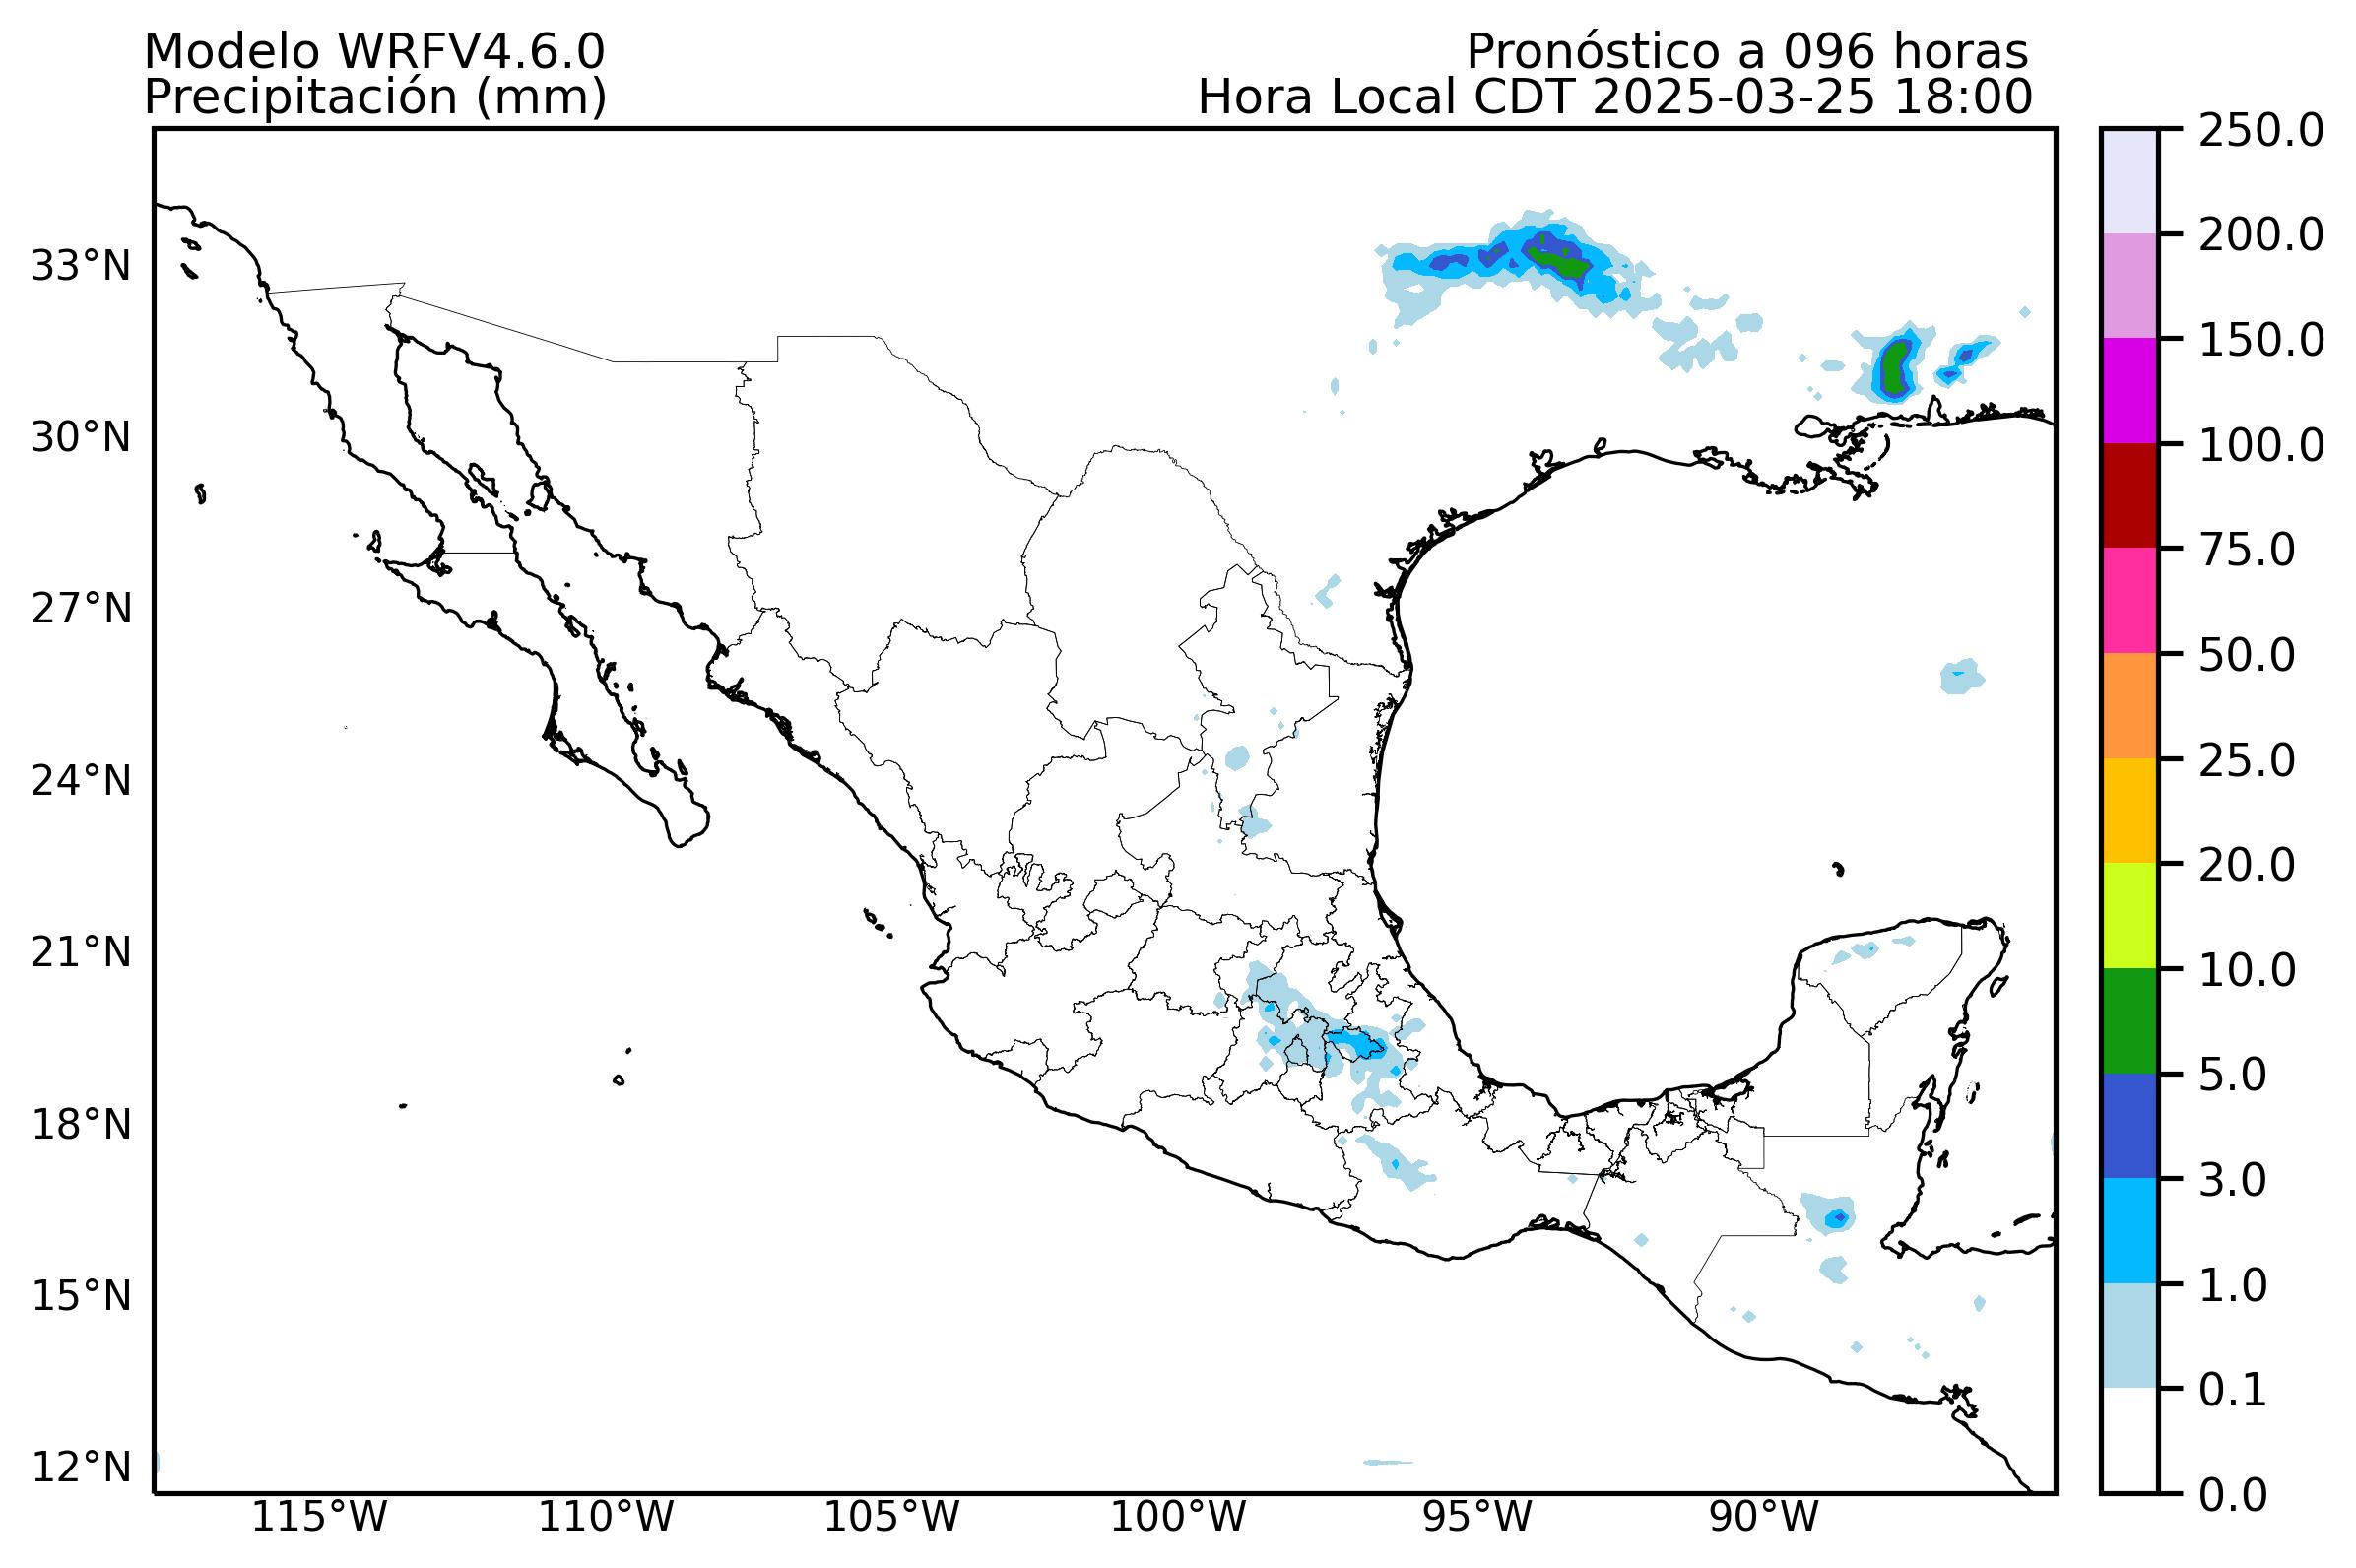 Modelo WRFV4.6.0
Pronóstico a 096 horas
Precipitación (mm)
Hora Local CDT 2025-03-25 18:00
33°N
30°N
27°N
24°N
21°N
18°N
15°N
12°N
115°W
110°W
105°W
100°W
95°W
90°W
250.0
200.0
150.0
100.0
75.0
50.0
25.0
20.0
10.0
5.0
3.0
1.0
0.1
0.0